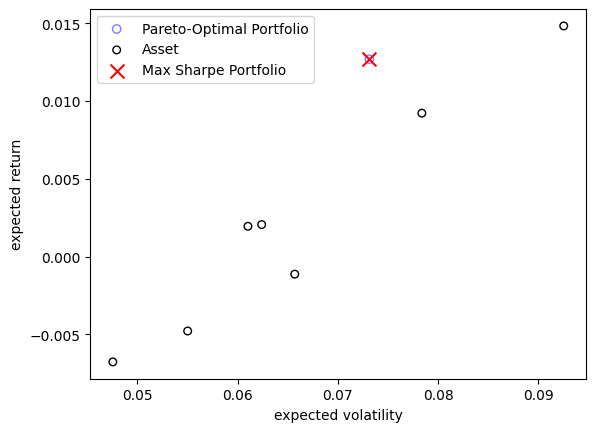 Pareto-Optimal Portfolio
Asset
Max Sharpe Portfolio
0.015
0.010
0.005
0.000
−0.005
expected return
0.05 0.06 0.07 0.08 0.09
expected volatility